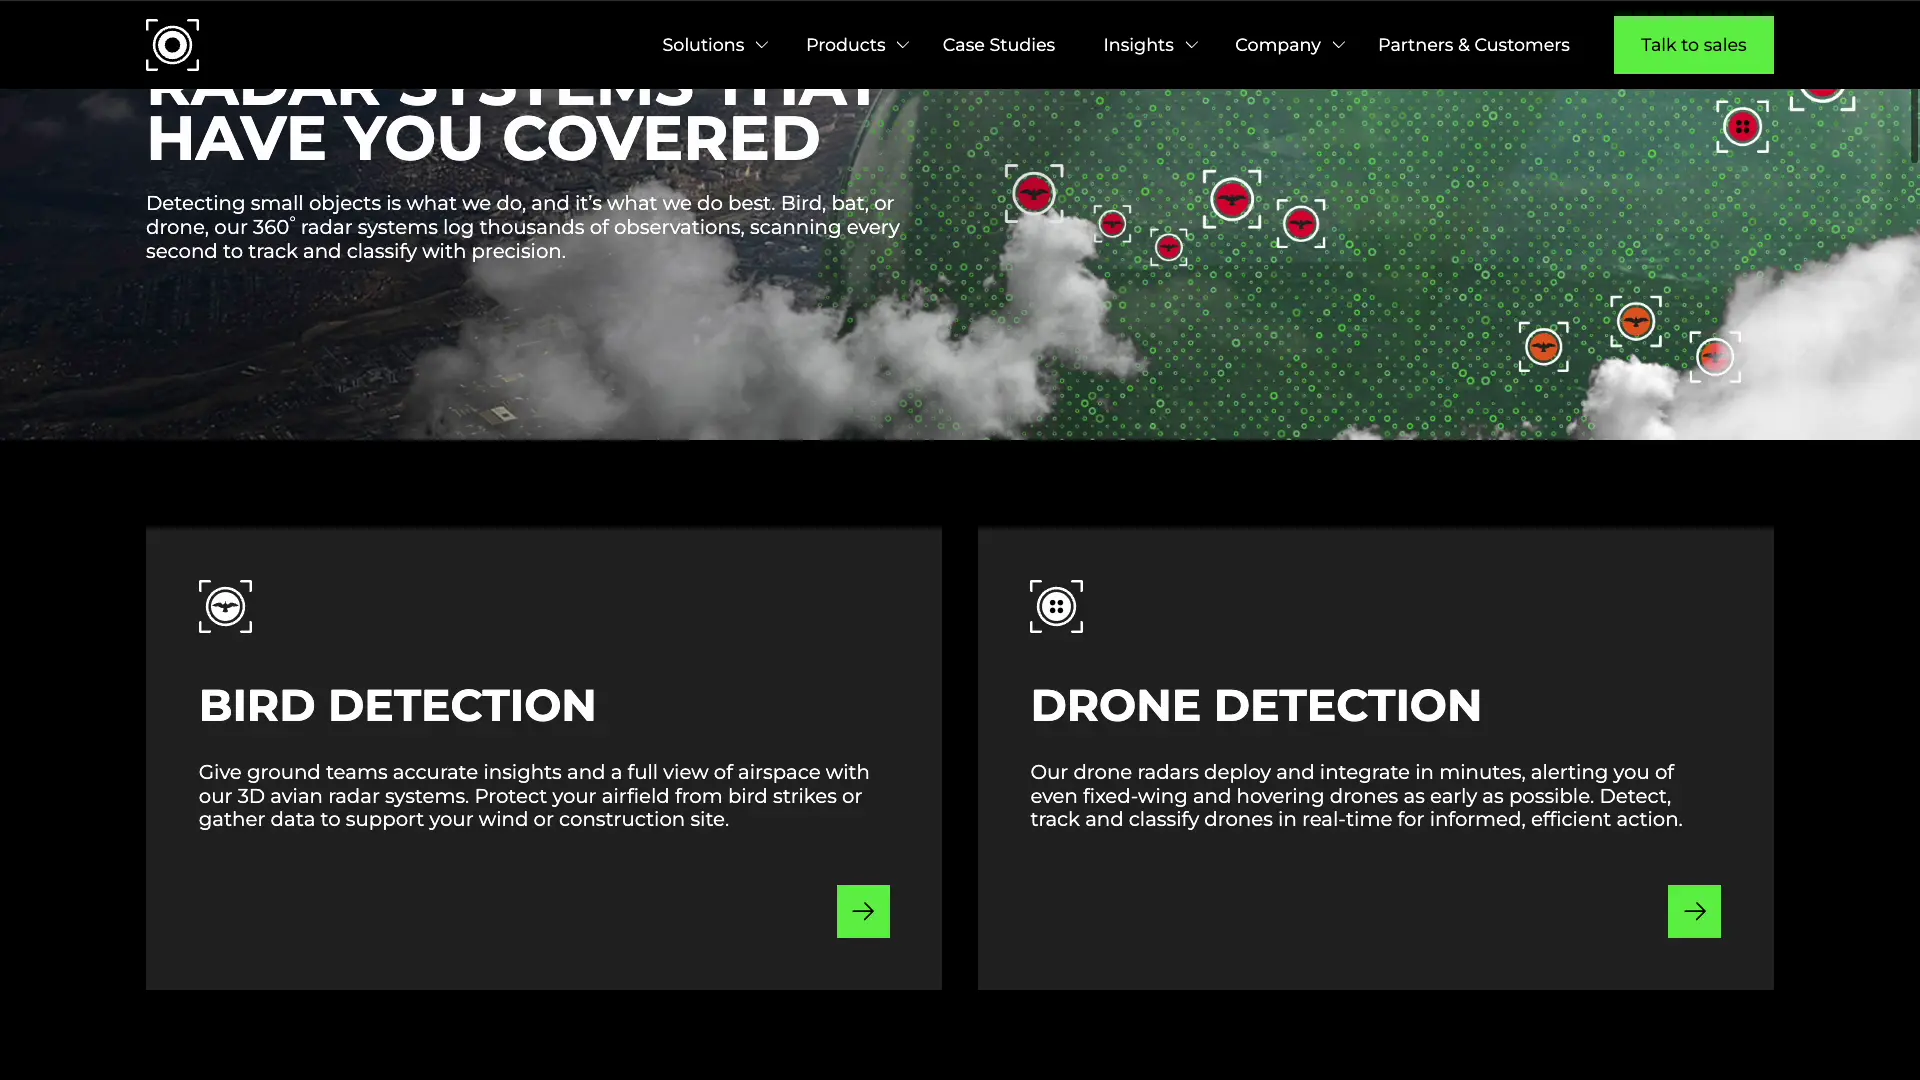 Solutions
Products
Case Studies
Insights
Company
Partners & Customers
Talk to sales
RADAR SYSTEMS THAT
HAVE YOU COVERED
Detecting small objects is what we do, and it’s what we do best. Bird, bat, or
drone, our 360˚ radar systems log thousands of observations, scanning every
second to track and classify with precision.
BIRD DETECTION
Give ground teams accurate insights and a full view of airspace with
our 3D avian radar systems. Protect your airfield from bird strikes or
gather data to support your wind or construction site.
DRONE DETECTION
Our drone radars deploy and integrate in minutes, alerting you of
even fixed-wing and hovering drones as early as possible. Detect,
track and classify drones in real-time for informed, efficient action.